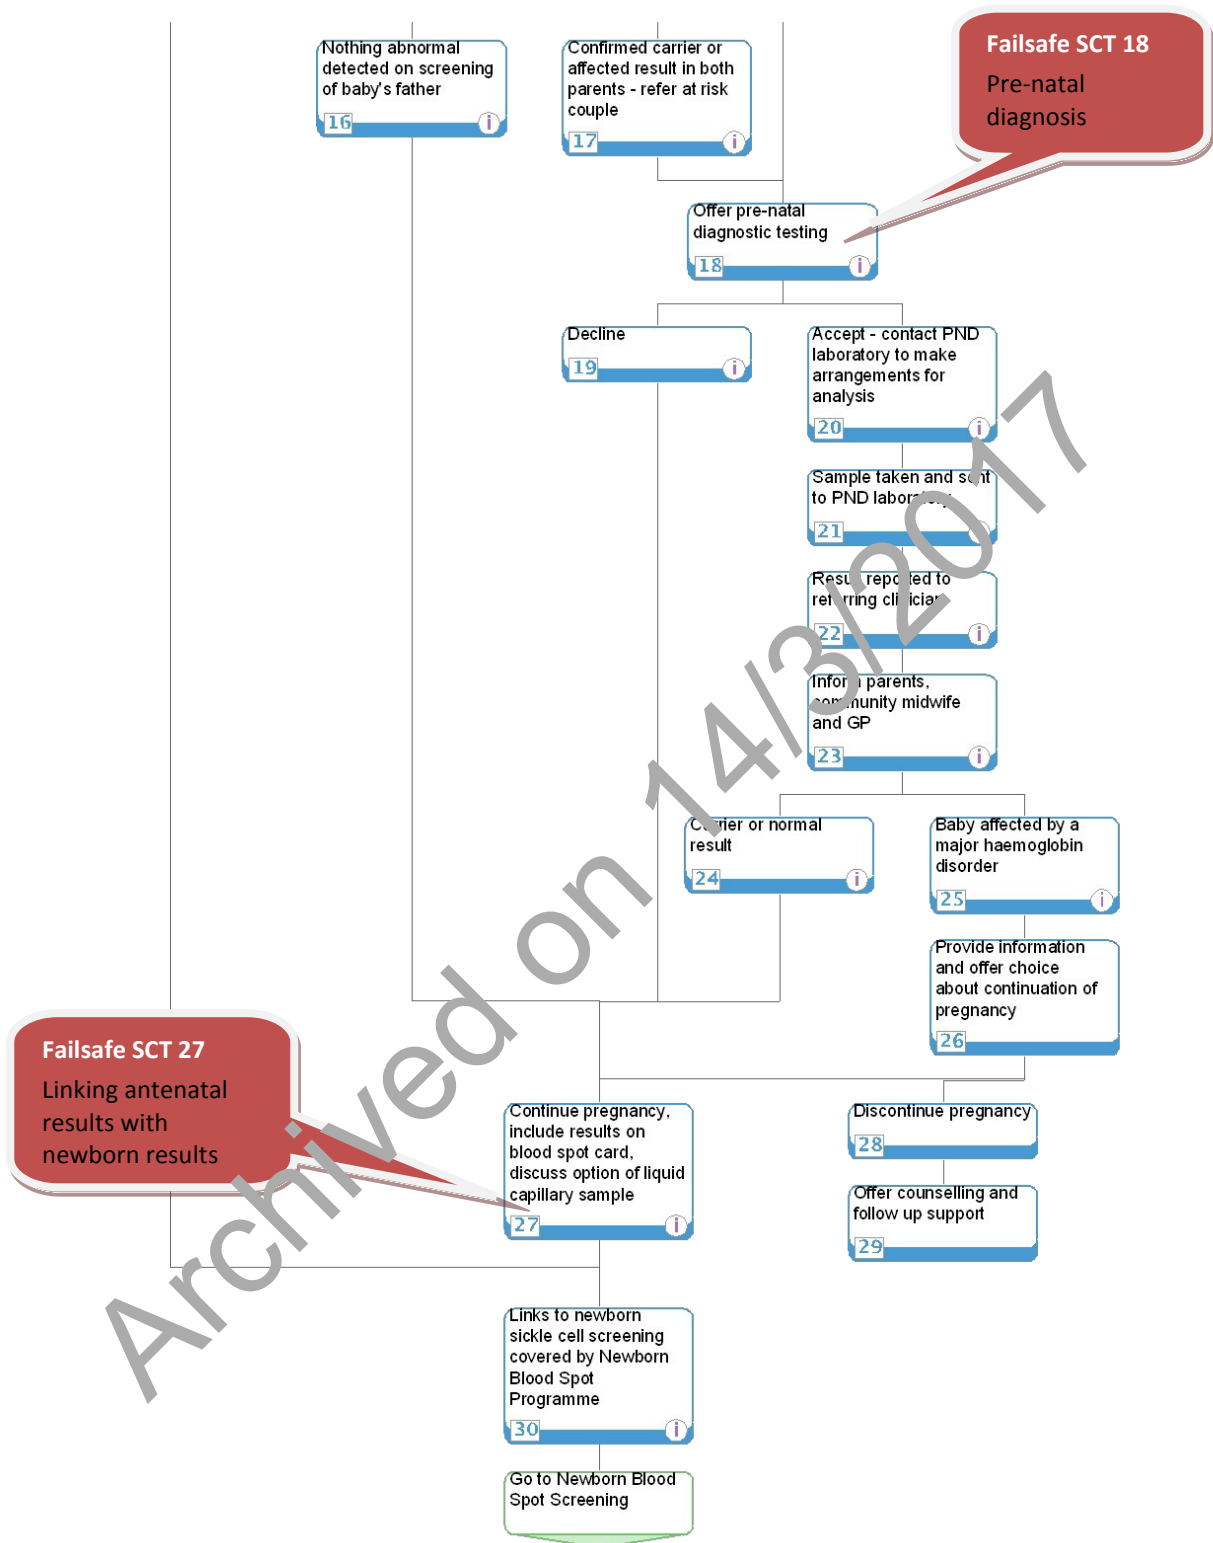 Nothing abnormal
detected on screening
of baby's father
16
i
Confirmed carrier or
affected result in both
parents - refer at risk
couple
17
i
Failsafe SCT 18
Pre-natal
diagnosis
Offer pre-natal
diagnostic testing
18
i
Decline
19
i
Accept - contact PND
laboratory to make
arrangements for
analysis
20
i
Sample taken and sent
to PND laboratory
21
i
Result reported to
referring clinician
22
i
Inform parents,
community midwife
and GP
23
i
Carrier or normal
result
24
i
Baby affected by a
major haemoglobin
disorder
25
i
Provide information
and offer choice
about continuation of
pregnancy
26
Failsafe SCT 27
Linking antenatal
results with
newborn results
Continue pregnancy,
include results on
blood spot card,
discuss option of liquid
capillary sample
27
i
Discontinue pregnancy
28
Offer counselling and
follow up support
29
Links to newborn
sickle cell screening
covered by Newborn
Blood Spot
Programme
30
i
Go to Newborn Blood
Spot Screening
Archived on 14/3/2017